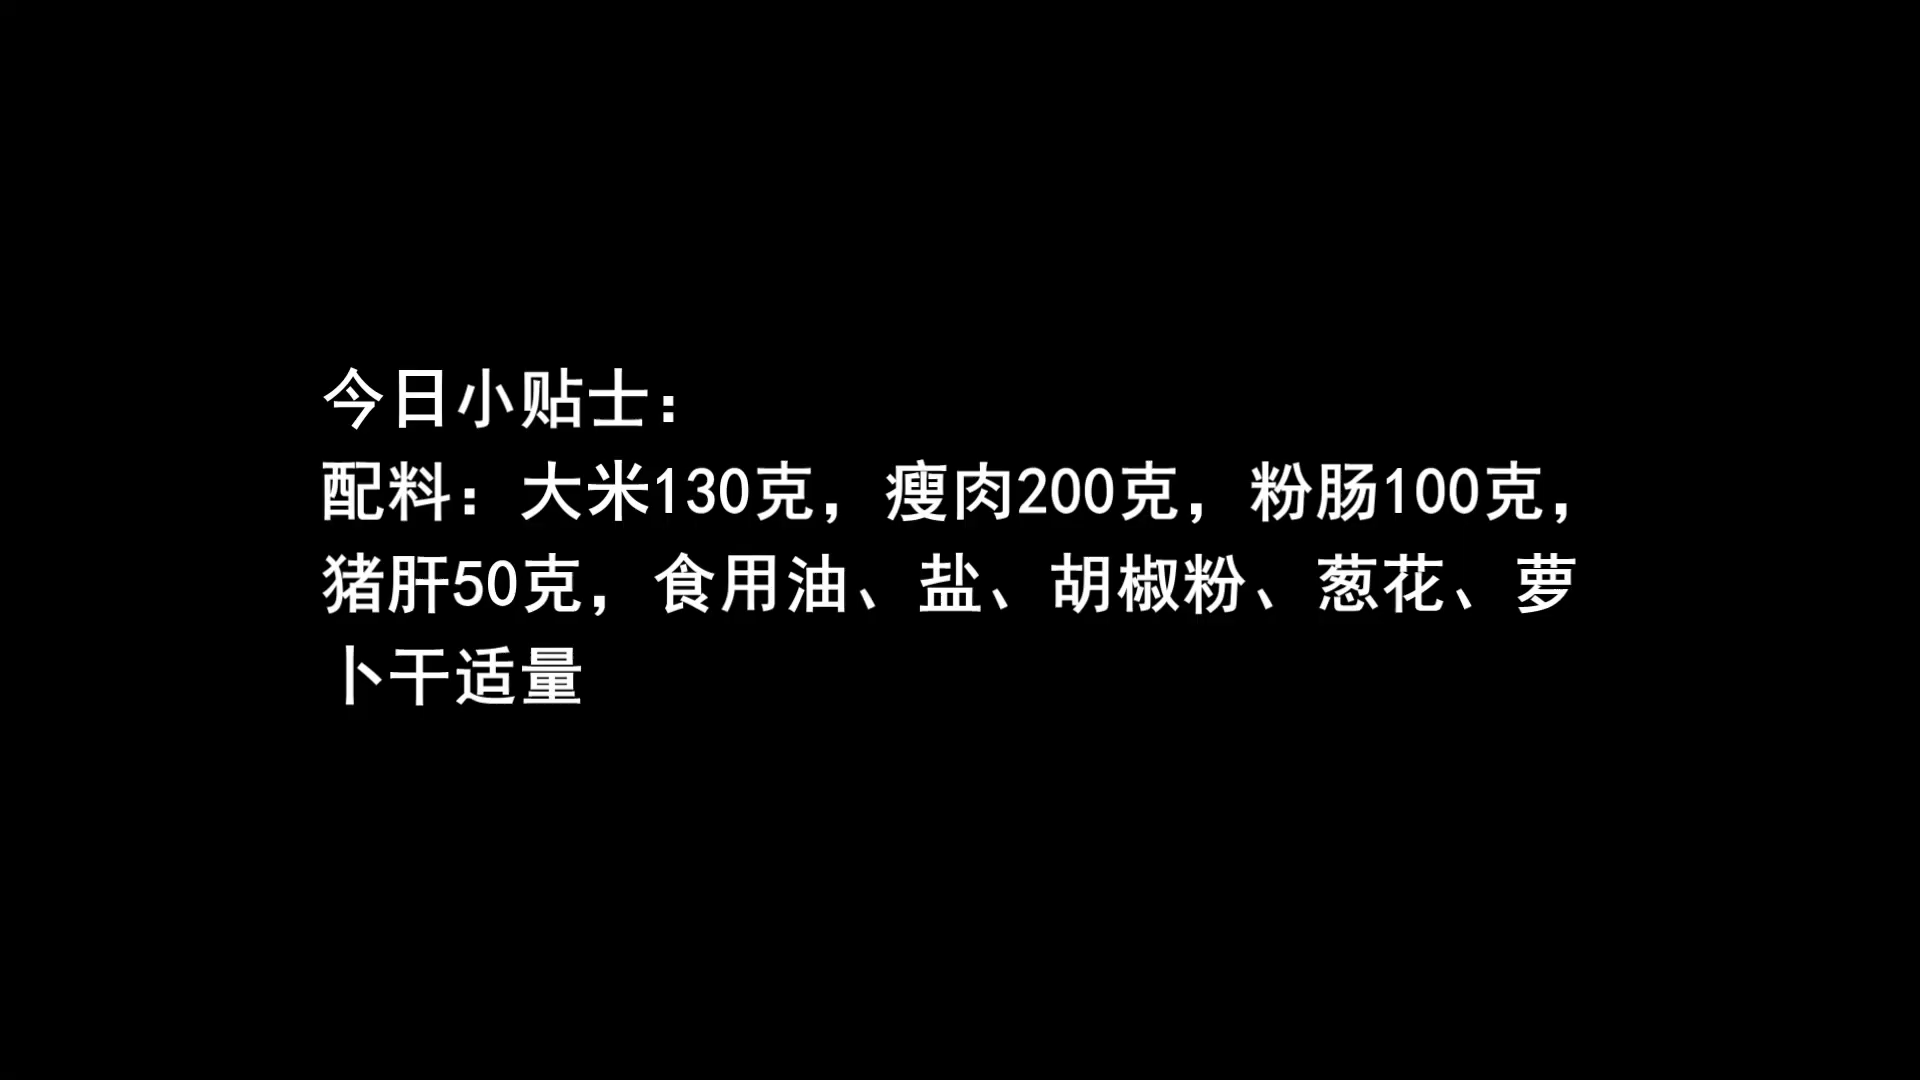 今日小贴士：
配料：大米130克，瘦肉200克，粉肠100克，
猪肝50克，食用油、盐、胡椒粉、葱花、萝
卜干适量